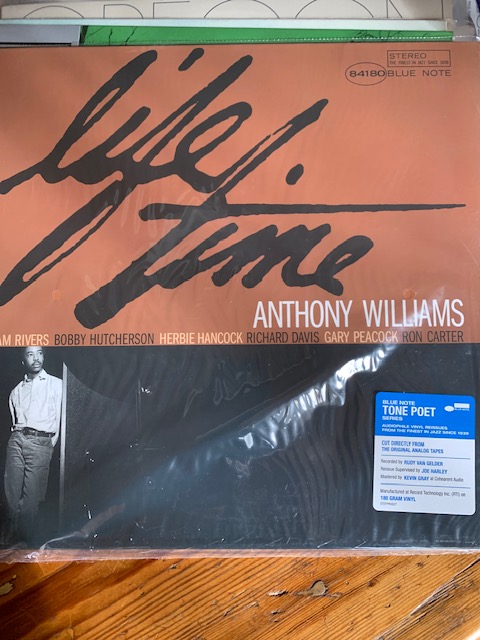 STEREO
THE FINEST IN JAZZ SINCE 1939
84180 BLUE NOTE
life
time
ANTHONY WILLIAMS
AM RIVERS BOBBY HUTCHERSON HERBIE HANCOCK RICHARD DAVIS GARY PEACOCK RON CARTER
BLUE NOTE
TONE POET
SERIES
BLUE NOTE
AUDIOPHILE VINYL REISSUES
FROM THE FINEST IN JAZZ SINCE 1939
CUT DIRECTLY FROM
THE ORIGINAL ANALOG TAPES
Recorded by RUDY VAN GELDER
Reissue Supervised by JOE HARLEY
Mastered by KEVIN GRAY at Cohearent Audio
Manufactured at Record Technology Inc. (RTI) on
180 GRAM VINYL